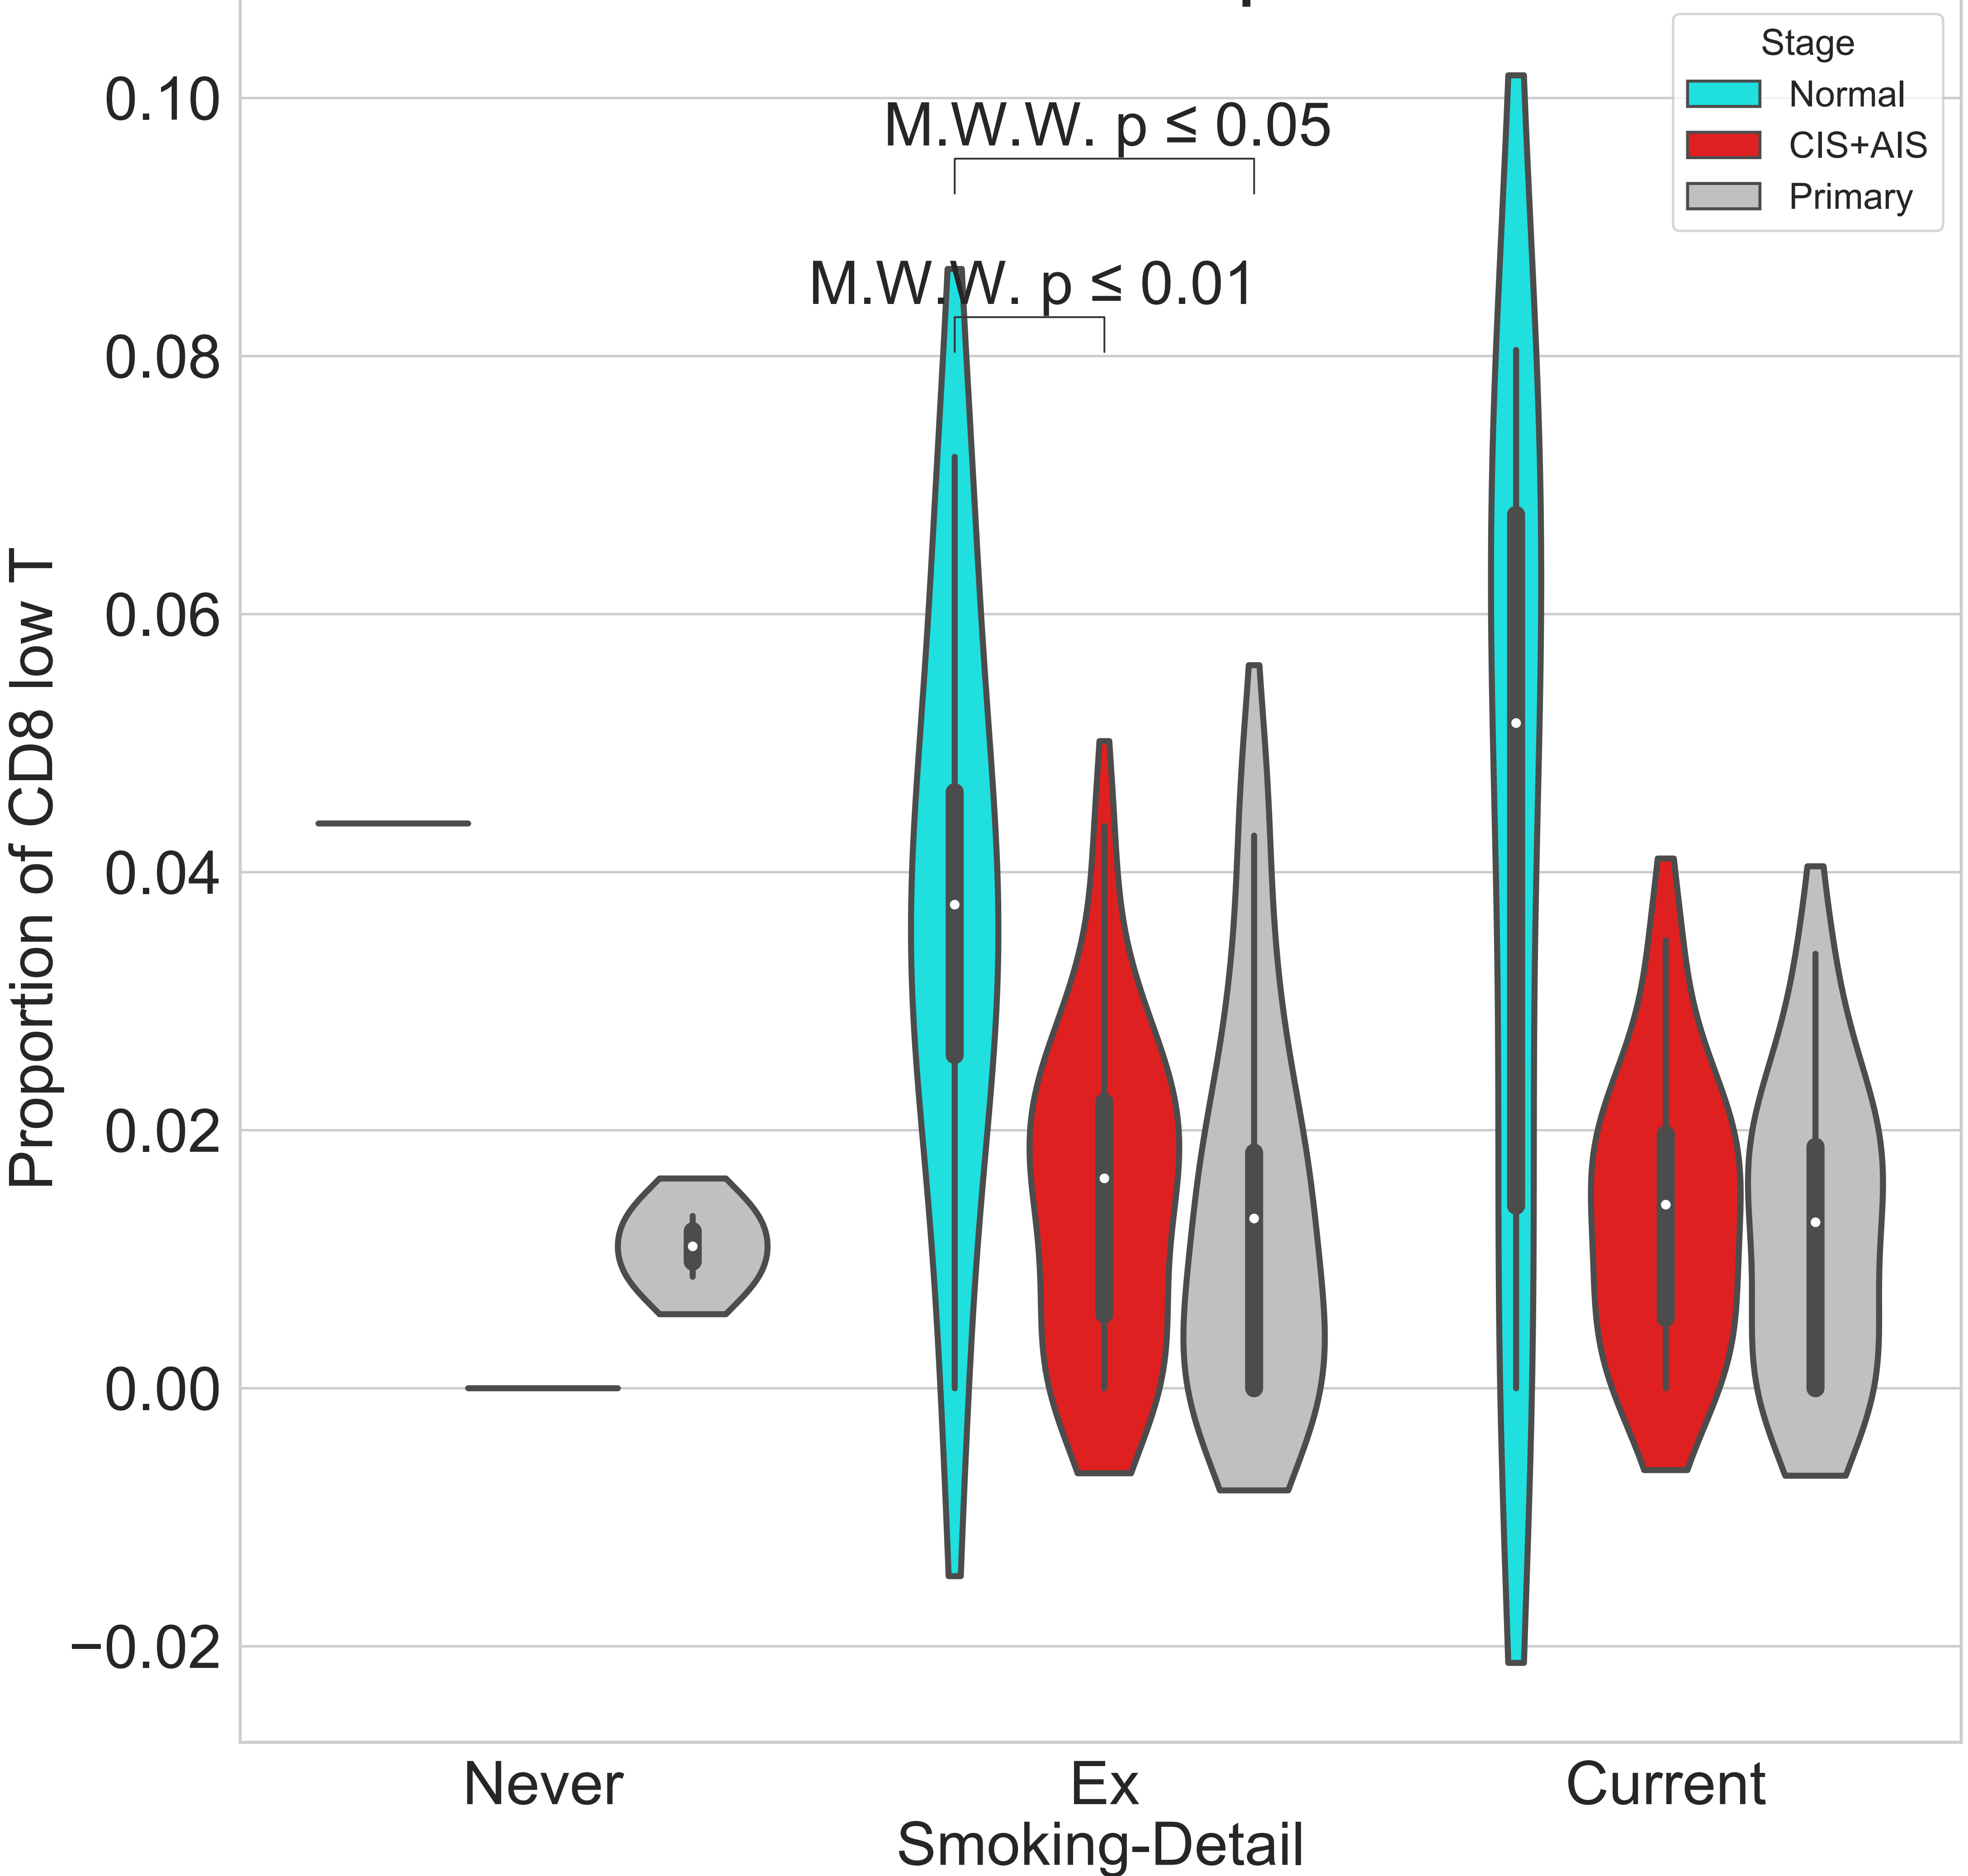 Stage
Normal
CIS+AIS
Primary
M.W.W. p ≤ 0.05
M.W.W. p ≤ 0.01
0.10
0.08
0.06
0.04
0.02
0.00
−0.02
Proportion of CD8 low T
Never
Ex
Current
Smoking-Detail